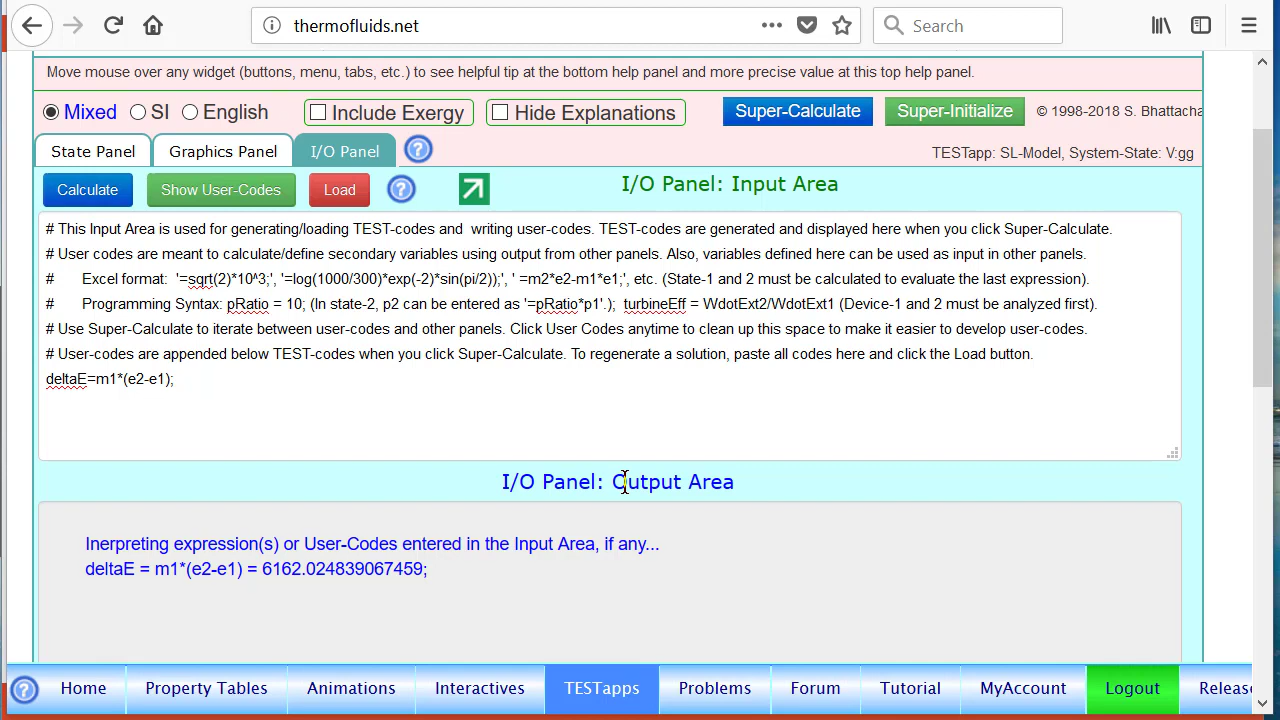 thermofluids.net
Search
Move mouse over any widget (buttons, menu, tabs, etc.) to see helpful tip at the bottom help panel and more precise value at this top help panel.
Mixed SI English Include Exergy Hide Explanations Super-Calculate Super-Initialize © 1998-2018 S. Bhattacha
State Panel Graphics Panel I/O Panel ? TESTapp: SL-Model, System-State: V:gg
Calculate Show User-Codes Load ? I/O Panel: Input Area
# This Input Area is used for generating/loading TEST-codes and writing user-codes. TEST-codes are generated and displayed here when you click Super-Calculate.
# User codes are meant to calculate/define secondary variables using output from other panels. Also, variables defined here can be used as input in other panels.
# Excel format: '=sqrt(2)*10^3;', '=log(1000/300)*exp(-2)*sin(pi/2));', ' =m2*e2-m1*e1;', etc. (State-1 and 2 must be calculated to evaluate the last expression).
# Programming Syntax: pRatio = 10; (In state-2, p2 can be entered as '=pRatio*p1'.); turbineEff = WdotExt2/WdotExt1 (Device-1 and 2 must be analyzed first).
# Use Super-Calculate to iterate between user-codes and other panels. Click User Codes anytime to clean up this space to make it easier to develop user-codes.
# User-codes are appended below TEST-codes when you click Super-Calculate. To regenerate a solution, paste all codes here and click the Load button.
deltaE=m1*(e2-e1);
I/O Panel: Output Area
Inerpreting expression(s) or User-Codes entered in the Input Area, if any...
deltaE = m1*(e2-e1) = 6162.024839067459;
? Home Property Tables Animations Interactives TESTapps Problems Forum Tutorial MyAccount Logout Releas